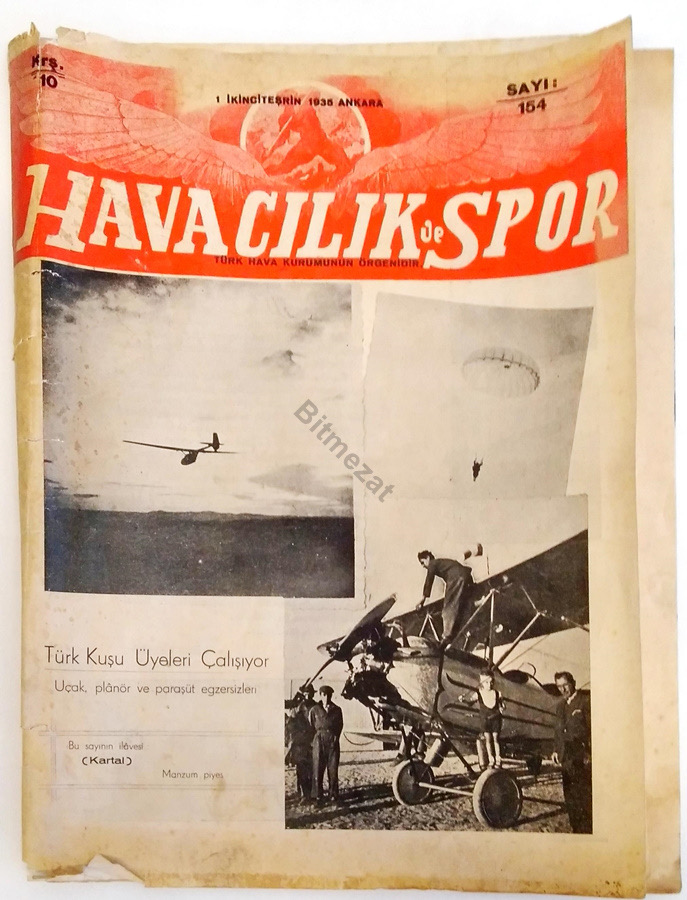 Krş.
10
1 İKİNCİTEŞRİN 1935 ANKARA
SAYI:
154
HAVACILIK ve SPOR
TÜRK HAVA KURUMUNUN ÖRGENİDİR
Bitmezat
Türk Kuşu Üyeleri Çalışıyor
Uçak, plânör ve paraşüt egzersizleri
Bu sayının ilâvesi
(Kartal)
Manzum piyes